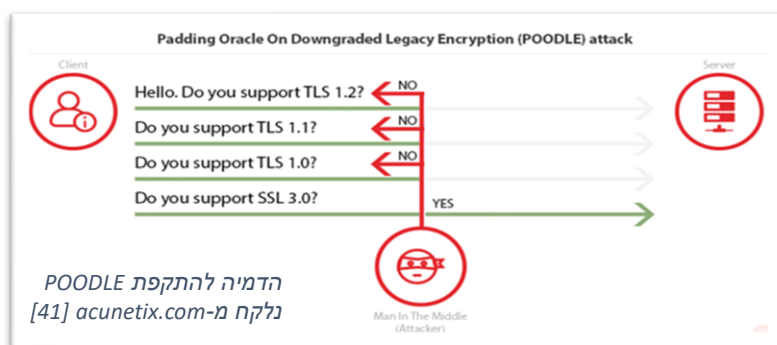 Padding Oracle On Downgraded Legacy Encryption (POODLE) attack
Client
Server
Hello. Do you support TLS 1.2?
NO
Do you support TLS 1.1?
NO
Do you support TLS 1.0?
NO
Do you support SSL 3.0?
YES
הדמיה להתקפת POODLE
נלקח מ-acunetix.com [41]
Man In The Middle
(Attacker)